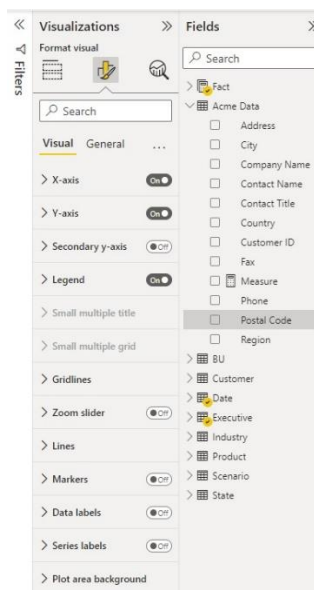 Filters
Visualizations
Format visual
Search
Visual General ...
X-axis On
Y-axis On
Secondary y-axis Off
Legend On
Small multiple title
Small multiple grid
Gridlines
Zoom slider Off
Lines
Markers Off
Data labels Off
Series labels Off
Plot area background
Fields
Search
Fact
Acme Data
Address
City
Company Name
Contact Name
Contact Title
Country
Customer ID
Fax
Measure
Phone
Postal Code
Region
BU
Customer
Date
Executive
Industry
Product
Scenario
State